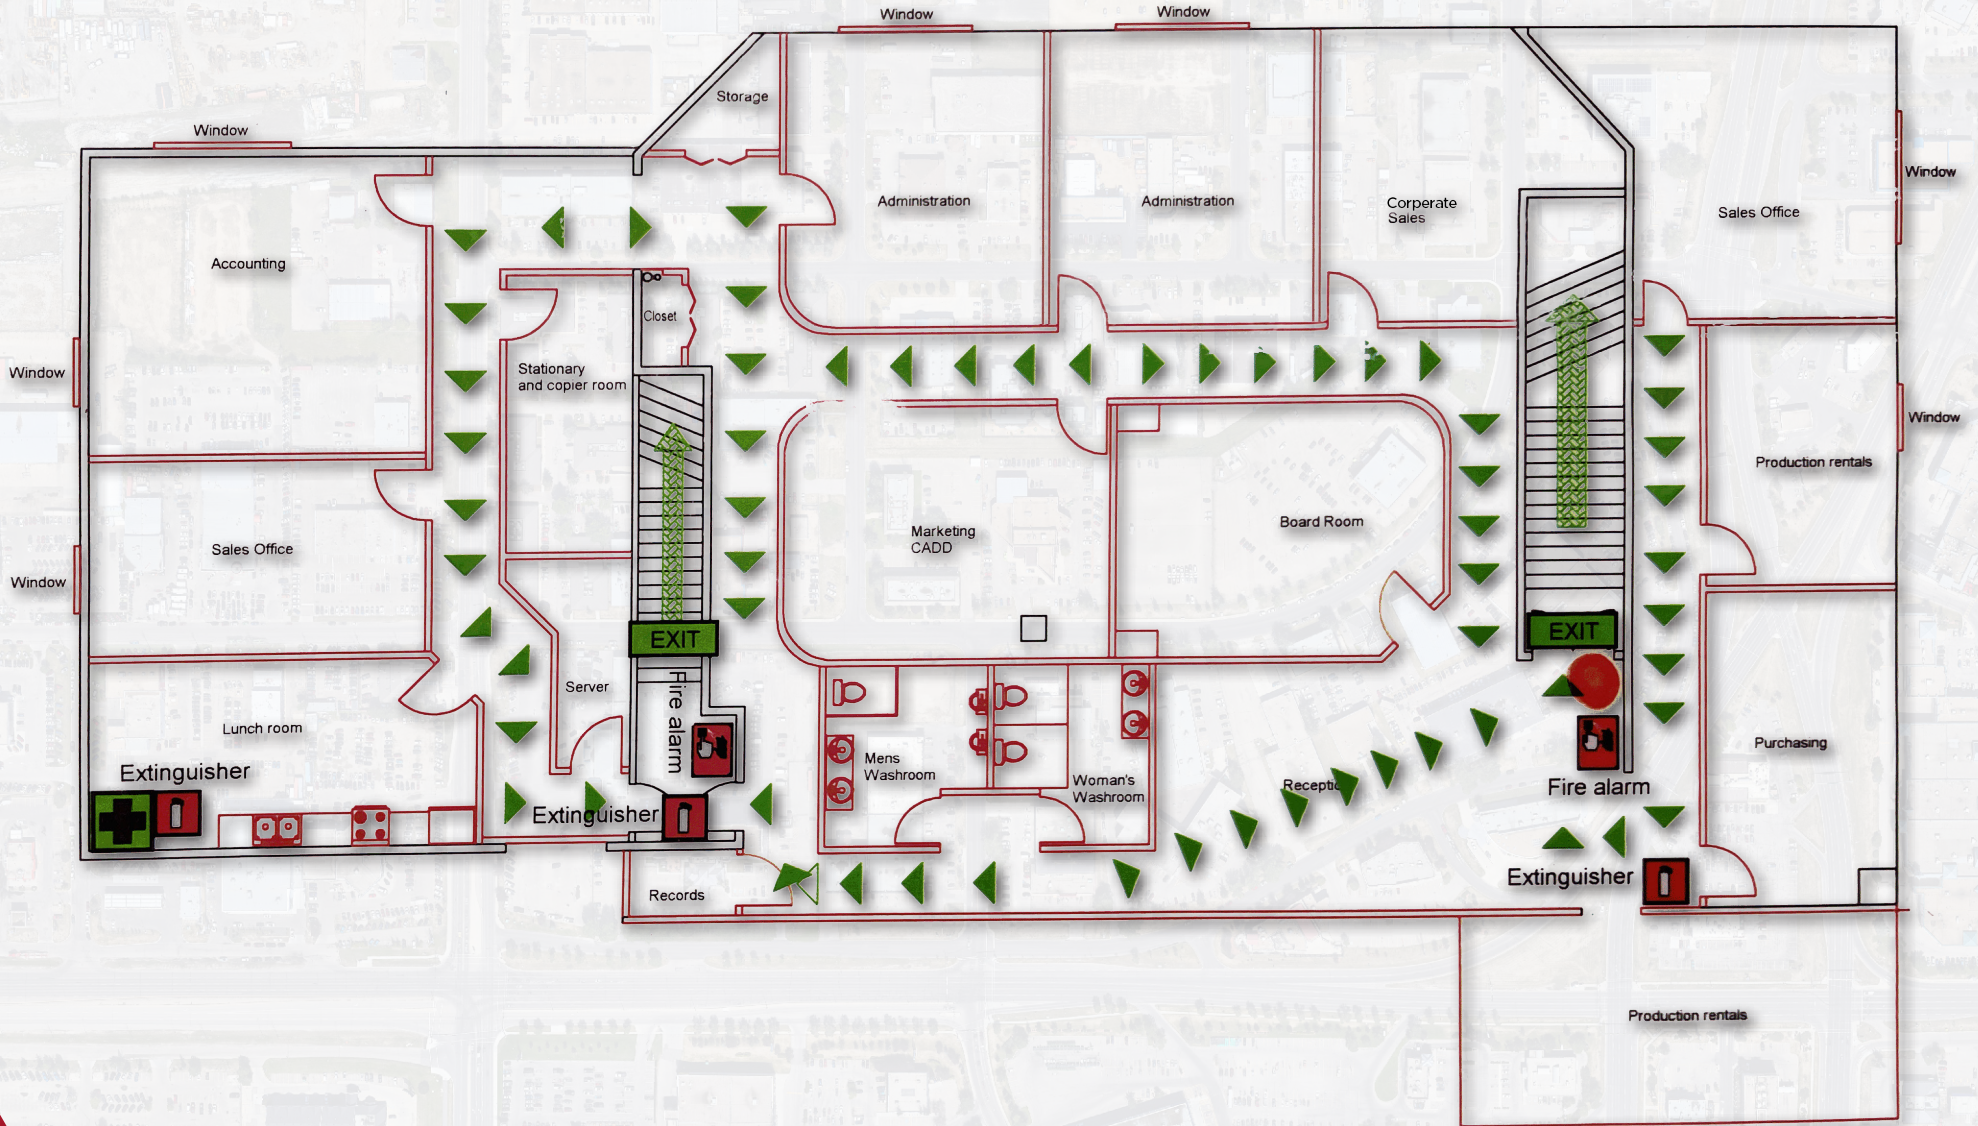 Window
Window
Storage
Window
Window
Administration
Administration
Corperate
Sales
Sales Office
Accounting
Closet
Stationary
and copier room
Window
Window
Production rentals
Marketing
CADD
Board Room
Sales Office
Window
EXIT
EXIT
Server
Fire alarm
Lunch room
Mens
Washroom
Woman's
Washroom
Purchasing
Extinguisher
Extinguisher
Fire alarm
Extinguisher
Records
Production rentals